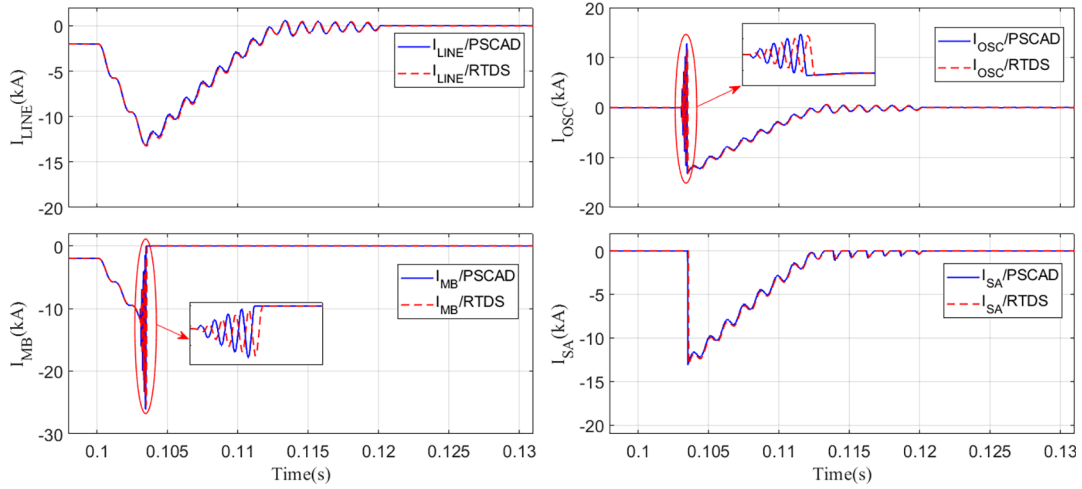 0
-5
-10
-15
-20
I_LINE(kA)
I_LINE/PSCAD
I_LINE/RTDS
20
10
0
-10
-20
I_OSC(kA)
I_OSC/PSCAD
I_OSC/RTDS
0
-10
-20
-30
I_MB(kA)
I_MB/PSCAD
I_MB/RTDS
0.1 0.105 0.11 0.115 0.12 0.125 0.13
Time(s)
0
-5
-10
-15
-20
I_SA(kA)
I_SA/PSCAD
I_SA/RTDS
0.1 0.105 0.11 0.115 0.12 0.125 0.13
Time(s)